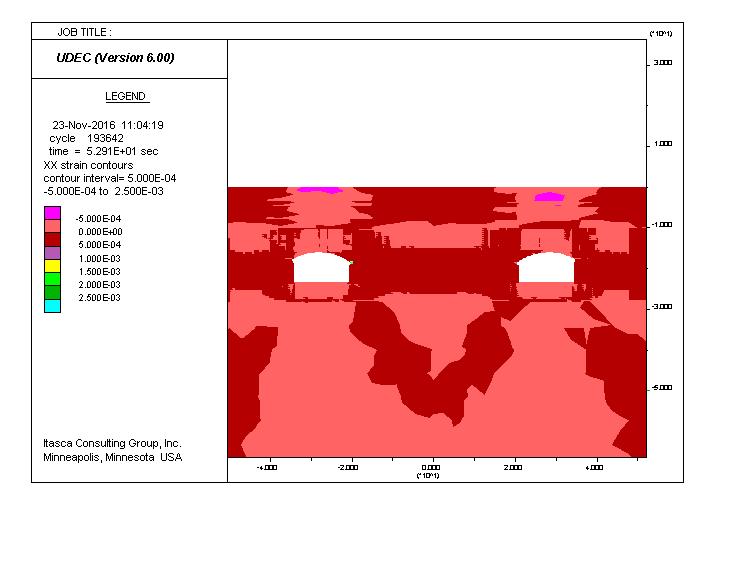 JOB TITLE :
UDEC (Version 6.00)
LEGEND
23-Nov-2016 11:04:19
cycle 193642
time = 5.291E+01 sec
XX strain contours
contour interval= 5.000E-04
-5.000E-04 to 2.500E-03
-5.000E-04
0.000E+00
5.000E-04
1.000E-03
1.500E-03
2.000E-03
2.500E-03
Itasca Consulting Group, Inc.
Minneapolis, Minnesota USA
(*10^1)
3.000
1.000
-1.000
-3.000
-5.000
-4.000 -2.000 0.000 2.000 4.000
(*10^1)